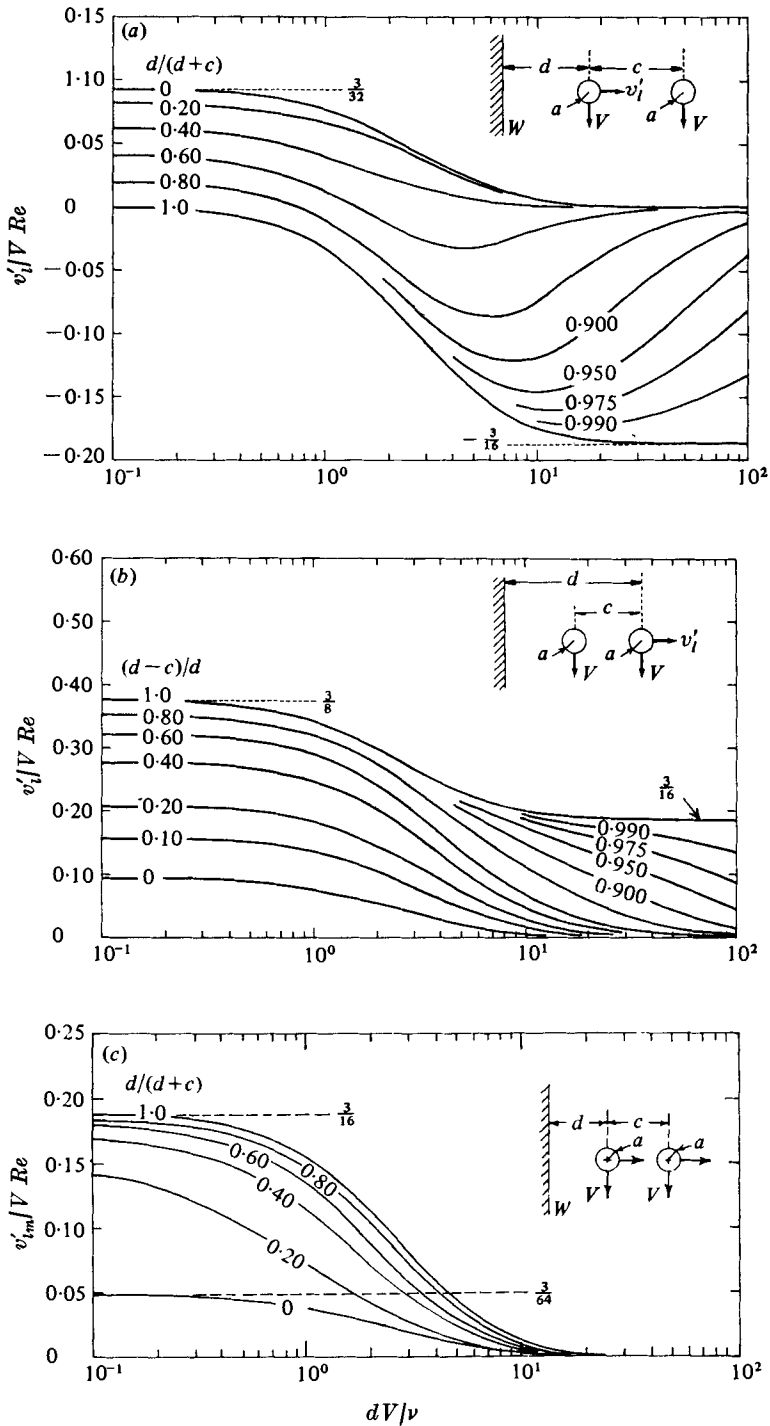 (a)
0·15
1·10
0·05
0
−0·05
−0·10
−0·15
−0·20
v′l/V Re
d/(d+c)
0
0·20
0·40
0·60
0·80
1·0
3/32
0·900
0·950
0·975
0·990
−3/16
d
c
a
v′l
a
W
V
V
10⁻¹
10⁰
10¹
10²
(b)
0·60
0·50
0·40
0·30
0·20
0·10
0
v′l/V Re
(d−c)/d
1·0
0·80
0·60
0·40
0·20
0·10
0
3/8
3/16
0·990
0·975
0·950
0·900
d
c
a
a
v′l
V
V
10⁻¹
10⁰
10¹
10²
(c)
0·25
0·20
0·15
0·10
0·05
0
v′lm/V Re
d/(d+c)
1·0
0·80
0·60
0·40
0·20
0
3/16
3/64
d
c
a
a
W
V
V
10⁻¹
10⁰
10¹
10²
dV/ν